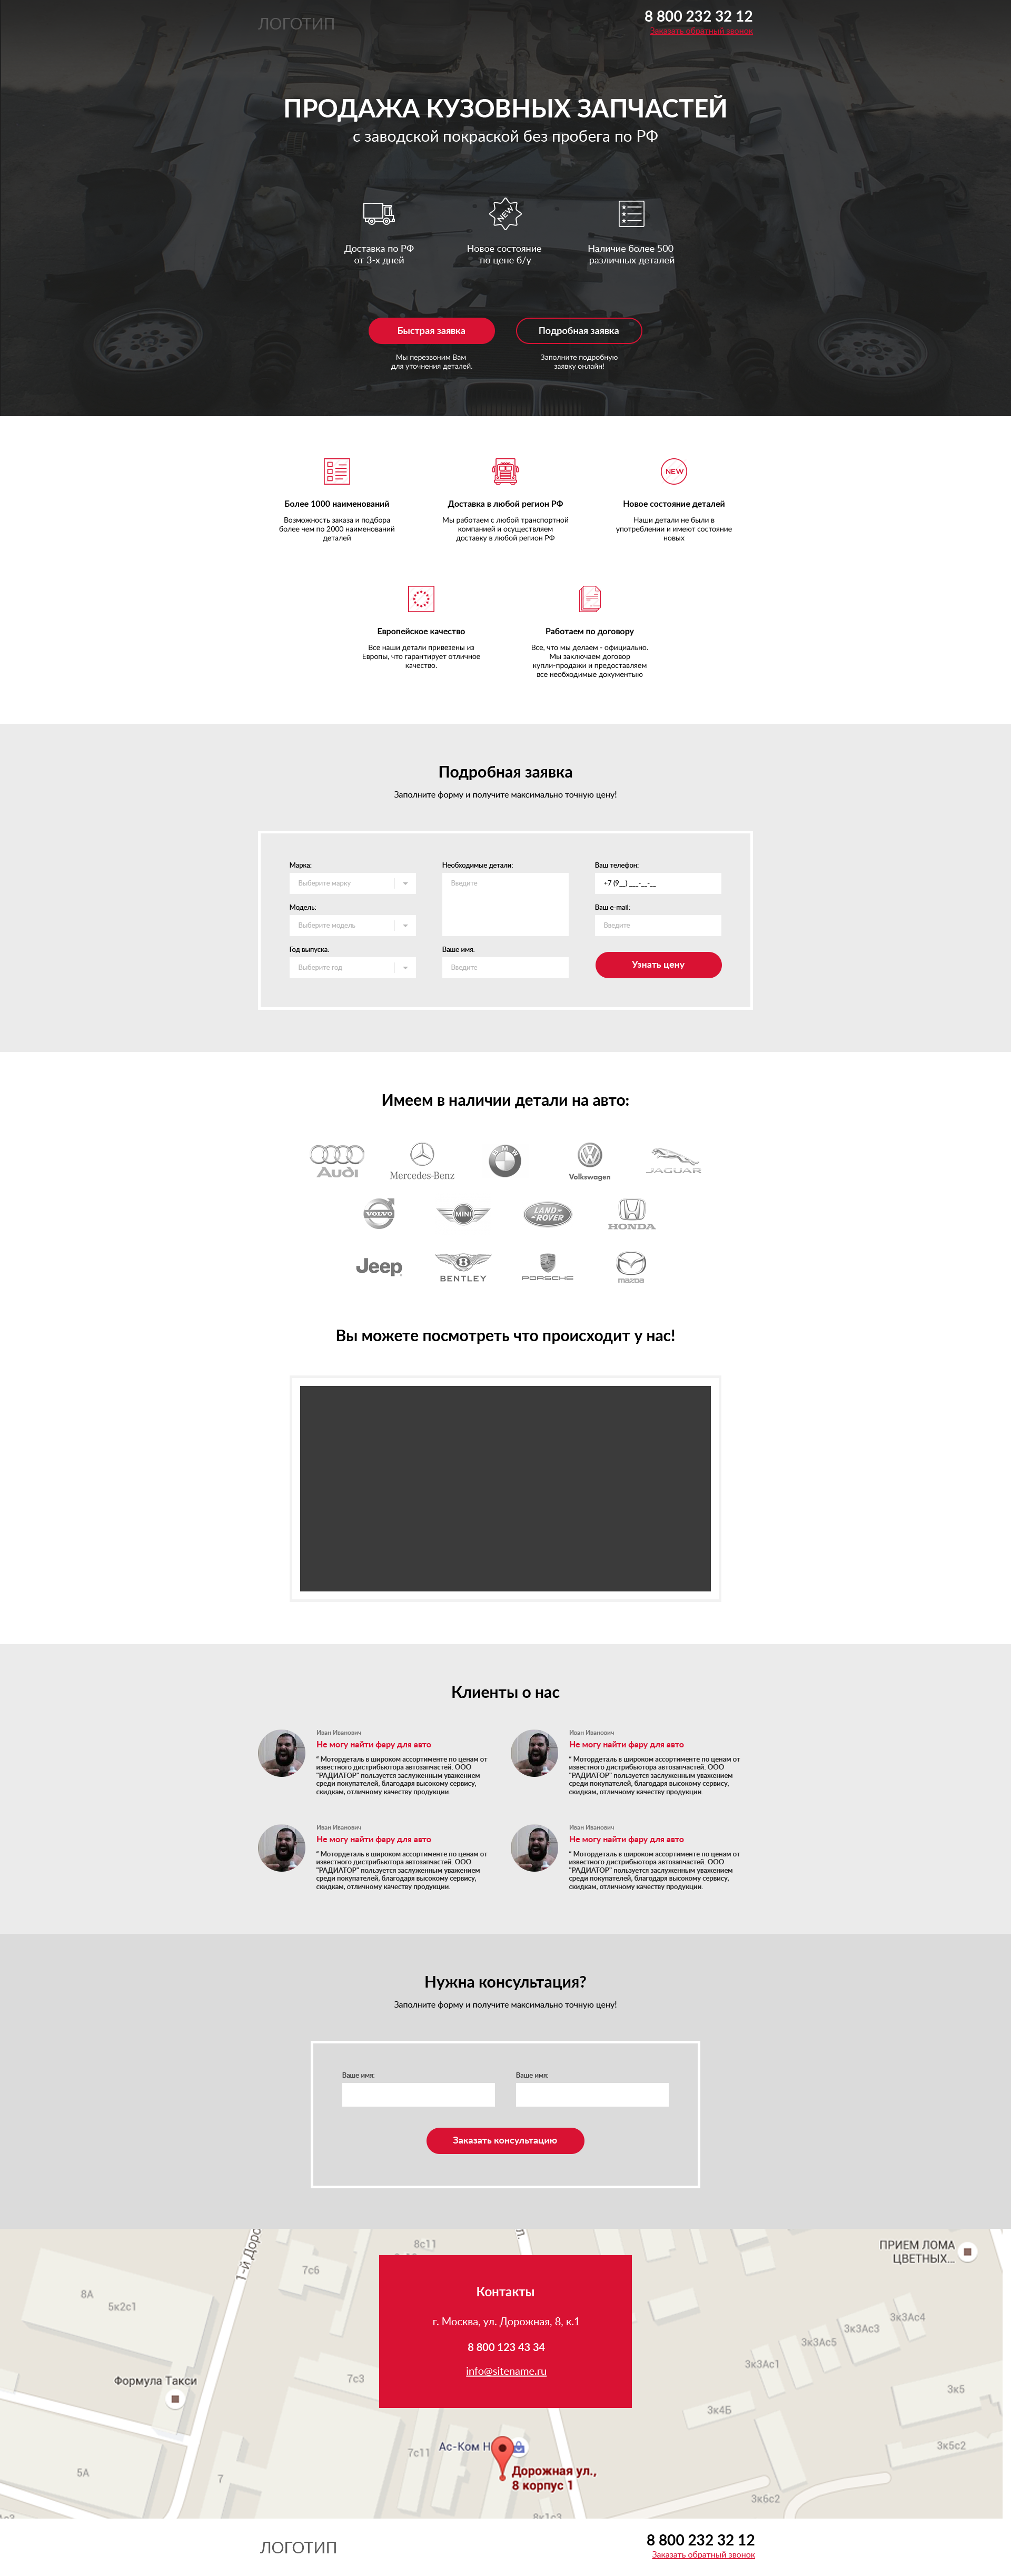 ЛОГОТИП
8 800 232 32 12
Заказать обратный звонок
ПРОДАЖА КУЗОВНЫХ ЗАПЧАСТЕЙ
с заводской покраской без пробега по РФ
NEW
Доставка по РФ
от 3-х дней
Новое состояние
по цене б/у
Наличие более 500
различных деталей
Быстрая заявка
Подробная заявка
Мы перезвоним Вам
для уточнения деталей.
Заполните подробную
заявку онлайн!
NEW
Более 1000 наименований
Возможность заказа и подбора
более чем по 2000 наименований
деталей
Доставка в любой регион РФ
Мы работаем с любой транспортной
компанией и осуществляем
доставку в любой регион РФ
Новое состояние деталей
Наши детали не были в
употреблении и имеют состояние
новых
Европейское качество
Все наши детали привезены из
Европы, что гарантирует отличное
качество.
Работаем по договору
Все, что мы делаем - официально.
Мы заключаем договор
купли-продажи и предоставляем
все необходимые документыю
Подробная заявка
Заполните форму и получите максимально точную цену!
Марка:
Выберите марку
Модель:
Выберите модель
Год выпуска:
Выберите год
Необходимые детали:
Введите
Ваше имя:
Введите
Ваш телефон:
+7 (9__) ___-__-__
Ваш e-mail:
Введите
Узнать цену
Имеем в наличии детали на авто:
Audi
Mercedes-Benz
BMW
Volkswagen
JAGUAR
VOLVO
MINI
LAND ROVER
HONDA
Jeep
B
BENTLEY
PORSCHE
mazda
Вы можете посмотреть что происходит у нас!
Клиенты о нас
Иван Иванович
Не могу найти фару для авто
" Мотордеталь в широком ассортименте по ценам от
известного дистрибьютора автозапчастей. ООО
"РАДИАТОР" пользуется заслуженным уважением
среди покупателей, благодаря высокому сервису,
скидкам, отличному качеству продукции.
Иван Иванович
Не могу найти фару для авто
" Мотордеталь в широком ассортименте по ценам от
известного дистрибьютора автозапчастей. ООО
"РАДИАТОР" пользуется заслуженным уважением
среди покупателей, благодаря высокому сервису,
скидкам, отличному качеству продукции.
Иван Иванович
Не могу найти фару для авто
" Мотордеталь в широком ассортименте по ценам от
известного дистрибьютора автозапчастей. ООО
"РАДИАТОР" пользуется заслуженным уважением
среди покупателей, благодаря высокому сервису,
скидкам, отличному качеству продукции.
Иван Иванович
Не могу найти фару для авто
" Мотордеталь в широком ассортименте по ценам от
известного дистрибьютора автозапчастей. ООО
"РАДИАТОР" пользуется заслуженным уважением
среди покупателей, благодаря высокому сервису,
скидкам, отличному качеству продукции.
Нужна консультация?
Заполните форму и получите максимально точную цену!
Ваше имя:
Ваше имя:
Заказать консультацию
1-й Дорс
8с11
ПРИЕМ ЛОМА
ЦВЕТНЫХ...
7с6
8А
5к2с1
Контакты
г. Москва, ул. Дорожная, 8, к.1
8 800 123 43 34
info@sitename.ru
3к3Ас4
3к3Ас3
3к3Ас5
3к3Ас1
Формула Такси
7с3
3к5
3к4Б
Ас-Ком Н
7с11
3к5с2
5А
7
Дорожная ул.,
8 корпус 1
3к6с2
8к1с3
ЛОГОТИП
8 800 232 32 12
Заказать обратный звонок